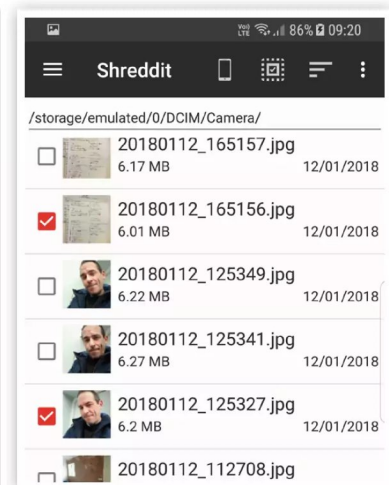 Vo) LTE 86% 09:20
Shreddit
/storage/emulated/0/DCIM/Camera/
20180112_165157.jpg
6.17 MB 12/01/2018
20180112_165156.jpg
6.01 MB 12/01/2018
20180112_125349.jpg
6.22 MB 12/01/2018
20180112_125341.jpg
6.27 MB 12/01/2018
20180112_125327.jpg
6.2 MB 12/01/2018
20180112_112708.jpg